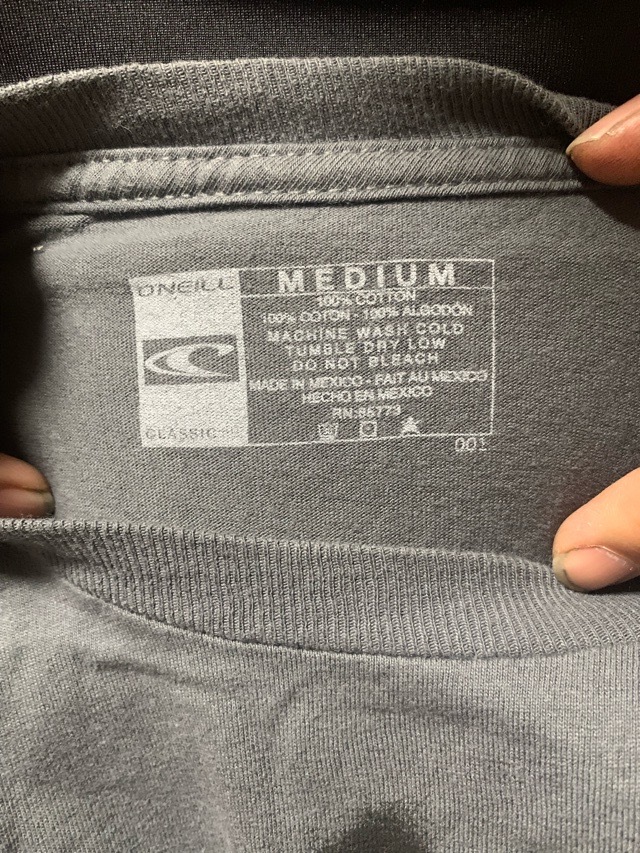 O'NEILL
MEDIUM
100% COTTON
100% COTON - 100% ALGODÓN
MACHINE WASH COLD
TUMBLE DRY LOW
DO NOT BLEACH
MADE IN MEXICO - FAIT AU MEXICO
HECHO EN MEXICO
RN 85773
CLASSIC
001